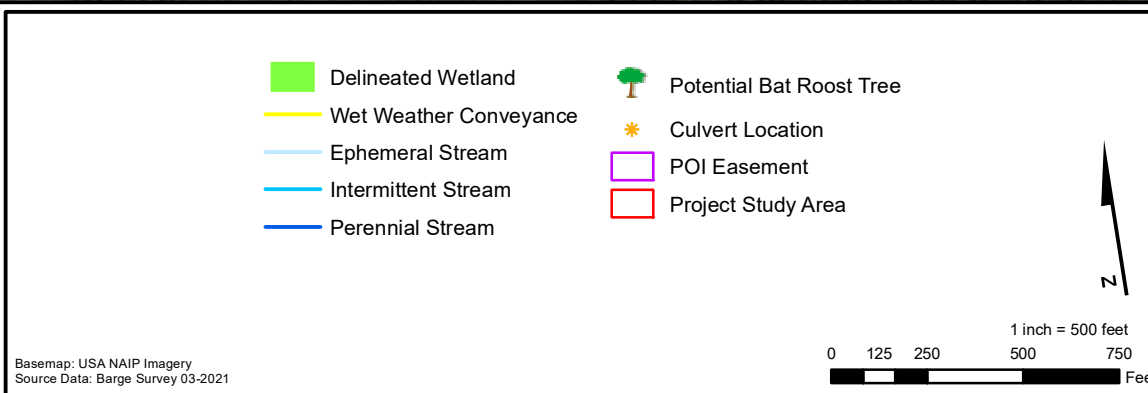 Delineated Wetland
Wet Weather Conveyance
Ephemeral Stream
Intermittent Stream
Perennial Stream
Potential Bat Roost Tree
Culvert Location
POI Easement
Project Study Area
N
1 inch = 500 feet
0 125 250 500 750
Fee
Basemap: USA NAIP Imagery
Source Data: Barge Survey 03-2021